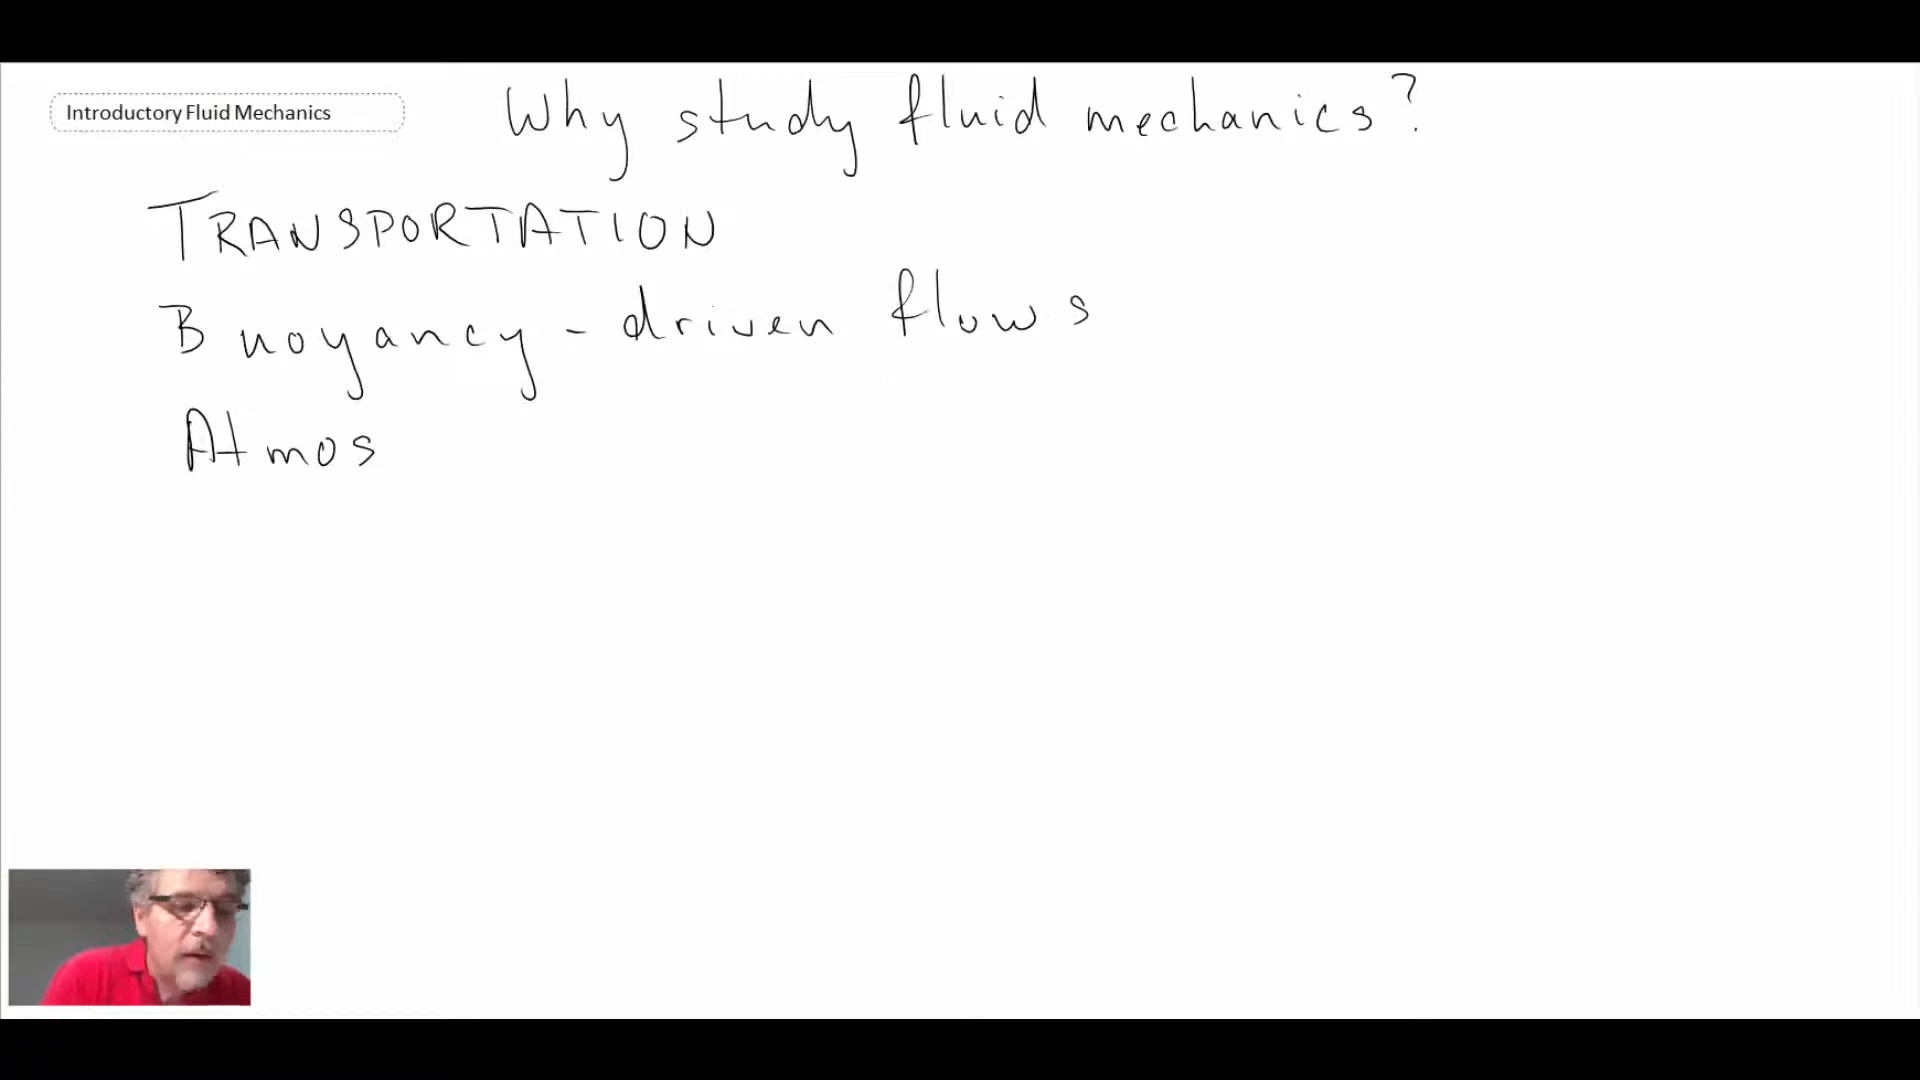 Introductory Fluid Mechanics
Why study fluid mechanics?
TRANSPORTATION
Buoyancy-driven flows
Atmos